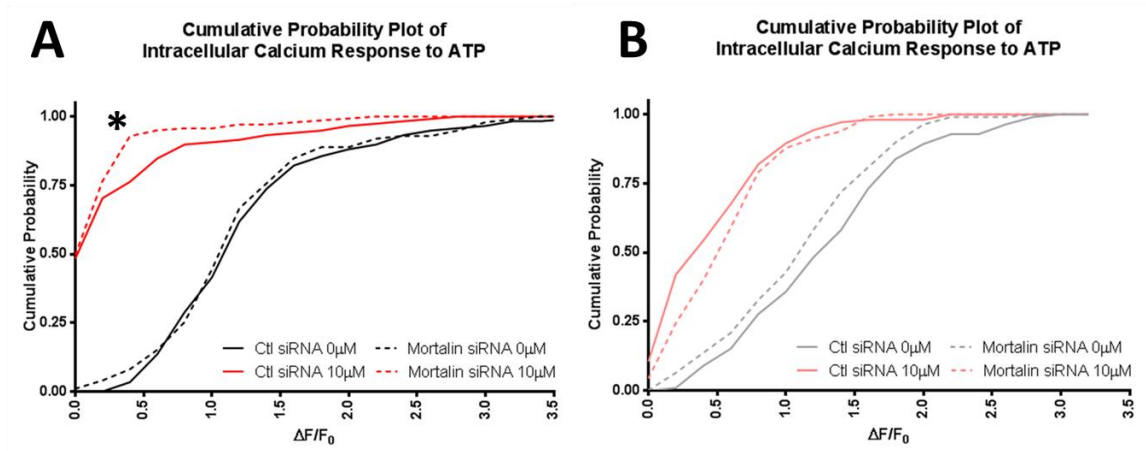 A
Cumulative Probability Plot of
Intracellular Calcium Response to ATP
*
Cumulative Probability
1.00
0.75
0.50
0.25
0.00
Ctl siRNA 0µM
Mortalin siRNA 0µM
Ctl siRNA 10µM
Mortalin siRNA 10µM
0.0
0.5
1.0
1.5
2.0
2.5
3.0
3.5
ΔF/F₀
B
Cumulative Probability Plot of
Intracellular Calcium Response to ATP
Cumulative Probability
1.00
0.75
0.50
0.25
0.00
Ctl siRNA 0µM
Mortalin siRNA 0µM
Ctl siRNA 10µM
Mortalin siRNA 10µM
0.0
0.5
1.0
1.5
2.0
2.5
3.0
3.5
ΔF/F₀